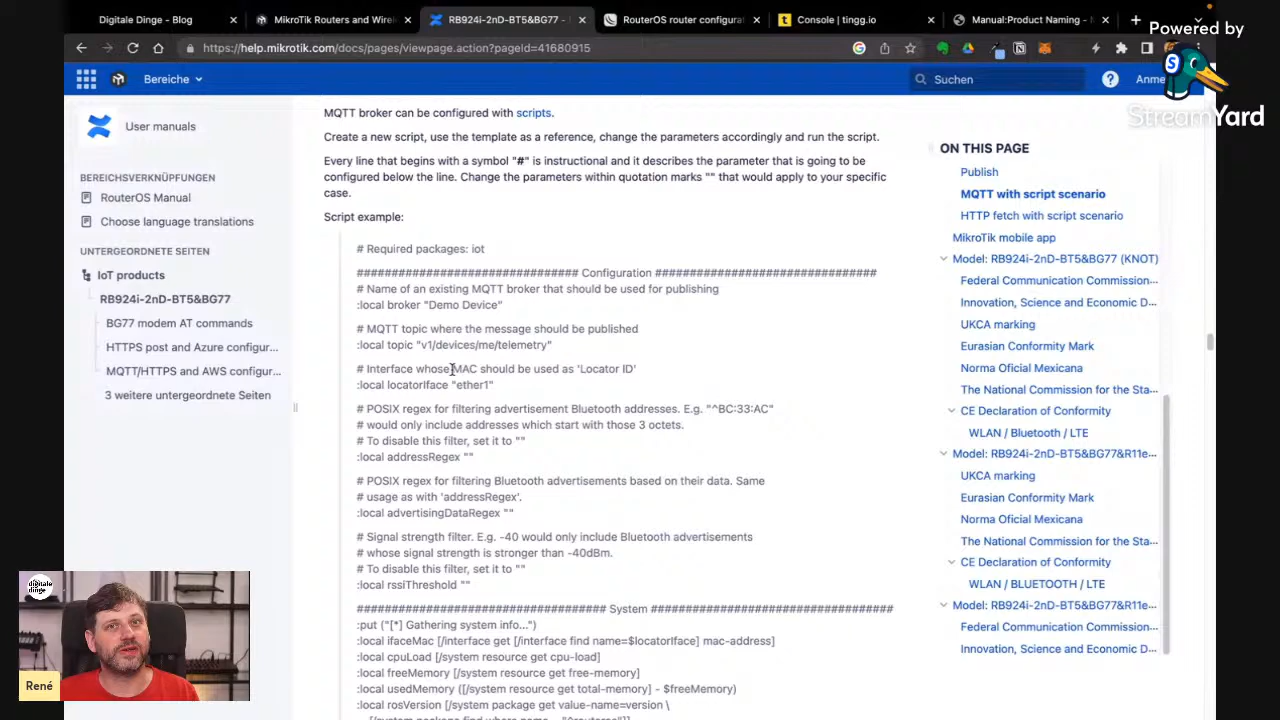 Digitale Dinge - Blog
MikroTik Routers and Wire
RB924i-2nD-BT5&BG77 -
RouterOS router configura
Console | tingg.io
Manual:Product Naming -
Powered by
https://help.mikrotik.com/docs/pages/viewpage.action?pageId=41680915
StreamYard
Bereiche
Suchen
Anme
User manuals
BEREICHSVERKNÜPFUNGEN
RouterOS Manual
Choose language translations
UNTERGEORDNETE SEITEN
IoT products
RB924i-2nD-BT5&BG77
BG77 modem AT commands
HTTPS post and Azure configur...
MQTT/HTTPS and AWS configur...
3 weitere untergeordnete Seiten
MQTT broker can be configured with scripts.
Create a new script, use the template as a reference, change the parameters accordingly and run the script.
Every line that begins with a symbol "#" is instructional and it describes the parameter that is going to be
configured below the line. Change the parameters within quotation marks "" that would apply to your specific
case.
Script example:
# Required packages: iot
################################ Configuration ################################
# Name of an existing MQTT broker that should be used for publishing
:local broker "Demo Device"
# MQTT topic where the message should be published
:local topic "v1/devices/me/telemetry"
# Interface whose MAC should be used as 'Locator ID'
:local locatorIface "ether1"
# POSIX regex for filtering advertisement Bluetooth addresses. E.g. "^BC:33:AC"
# would only include addresses which start with those 3 octets.
# To disable this filter, set it to ""
:local addressRegex ""
# POSIX regex for filtering Bluetooth advertisements based on their data. Same
# usage as with 'addressRegex'.
:local advertisingDataRegex ""
# Signal strength filter. E.g. -40 would only include Bluetooth advertisements
# whose signal strength is stronger than -40dBm.
# To disable this filter, set it to ""
:local rssiThreshold ""
#################################### System ###################################
:put ("[*] Gathering system info...")
:local ifaceMac [/interface get [/interface find name=$locatorIface] mac-address]
:local cpuLoad [/system resource get cpu-load]
:local freeMemory [/system resource get free-memory]
:local usedMemory ([/system resource get total-memory] - $freeMemory)
:local rosVersion [/system package get value-name=version \
ON THIS PAGE
Publish
MQTT with script scenario
HTTP fetch with script scenario
MikroTik mobile app
Model: RB924i-2nD-BT5&BG77 (KNOT)
Federal Communication Commission...
Innovation, Science and Economic D...
UKCA marking
Eurasian Conformity Mark
Norma Oficial Mexicana
The National Commission for the Sta...
CE Declaration of Conformity
WLAN / Bluetooth / LTE
Model: RB924i-2nD-BT5&BG77&R11e...
UKCA marking
Eurasian Conformity Mark
Norma Oficial Mexicana
The National Commission for the Sta...
CE Declaration of Conformity
WLAN / BLUETOOTH / LTE
Model: RB924i-2nD-BT5&BG77&R11e...
Federal Communication Commission...
Innovation, Science and Economic D...
digitale
dinge
René